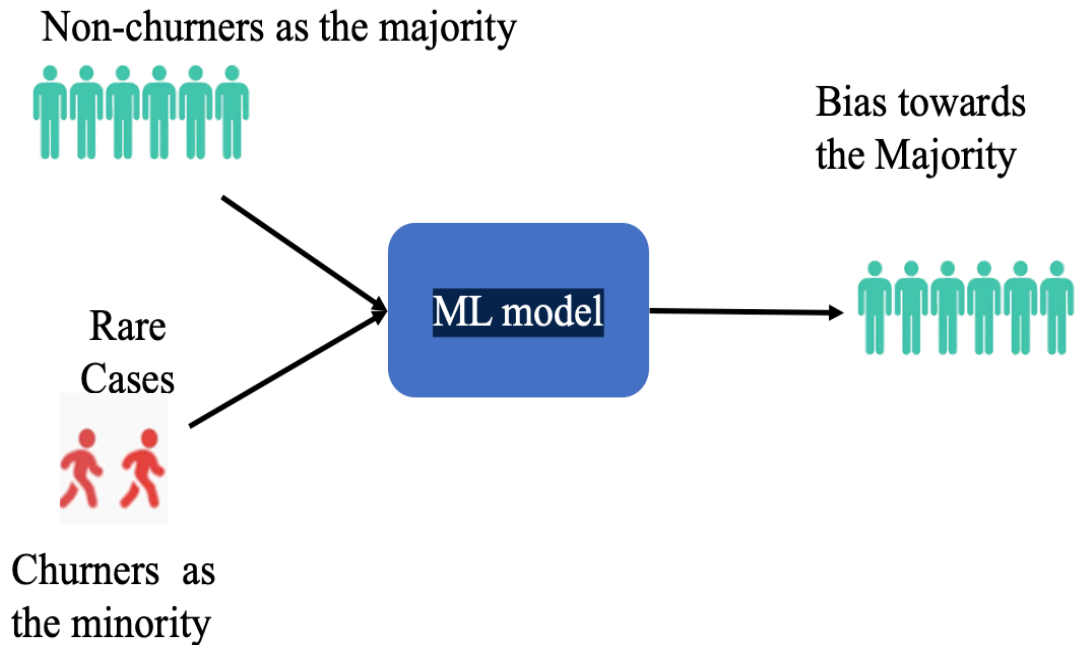 Non-churners as the majority
Bias towards
the Majority
Rare
Cases
ML model
Churners as
the minority